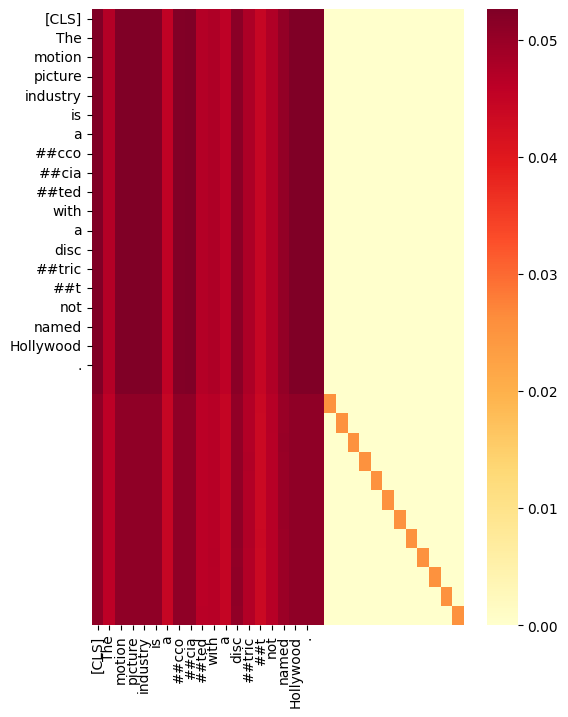 [CLS]
The
motion
picture
industry
is
a
##cco
##cia
##ted
with
a
disc
##tric
##t
not
named
Hollywood
.
0.05
0.04
0.03
0.02
0.01
0.00
[CLS]
The
motion
picture
industry
is
a
##cco
##cia
##ted
with
a
disc
##tric
##t
not
named
Hollywood
.